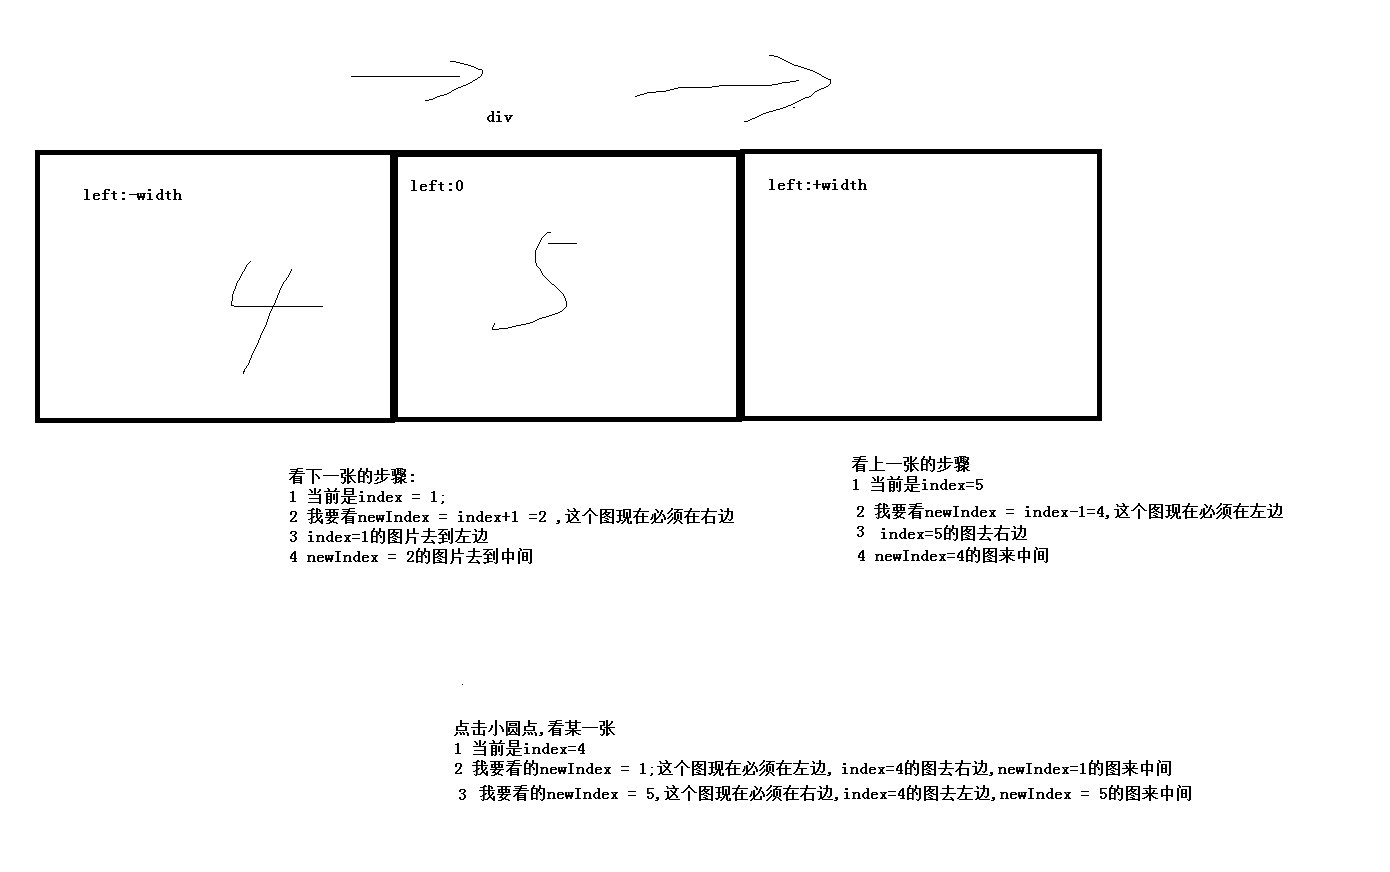 div
left:-width
left:0
left:+width
4
5
看下一张的步骤:
1 当前是index = 1;
2 我要看newIndex = index+1 =2 ,这个图现在必须在右边
3 index=1的图片去到左边
4 newIndex = 2的图片去到中间
看上一张的步骤
1 当前是index=5
2 我要看newIndex = index-1=4,这个图现在必须在左边
3 index=5的图去右边
4 newIndex=4的图来中间
点击小圆点,看某一张
1 当前是index=4
2 我要看的newIndex = 1;这个图现在必须在左边, index=4的图去右边,newIndex=1的图来中间
3 我要看的newIndex = 5,这个图现在必须在右边,index=4的图去左边,newIndex = 5的图来中间